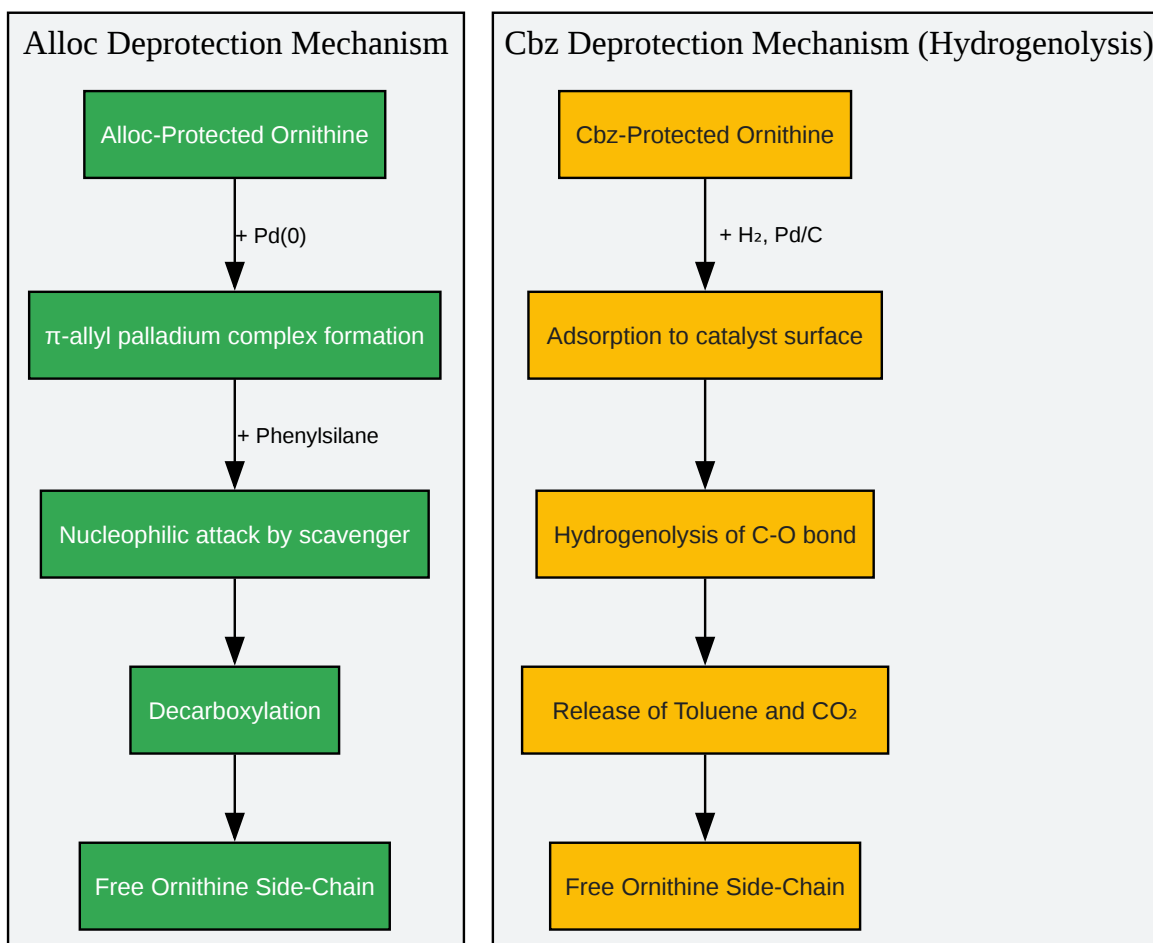 Alloc Deprotection Mechanism
Alloc-Protected Ornithine
+ Pd(0)
π-allyl palladium complex formation
+ Phenylsilane
Nucleophilic attack by scavenger
Decarboxylation
Free Ornithine Side-Chain
Cbz Deprotection Mechanism (Hydrogenolysis)
Cbz-Protected Ornithine
+ H₂, Pd/C
Adsorption to catalyst surface
Hydrogenolysis of C-O bond
Release of Toluene and CO₂
Free Ornithine Side-Chain